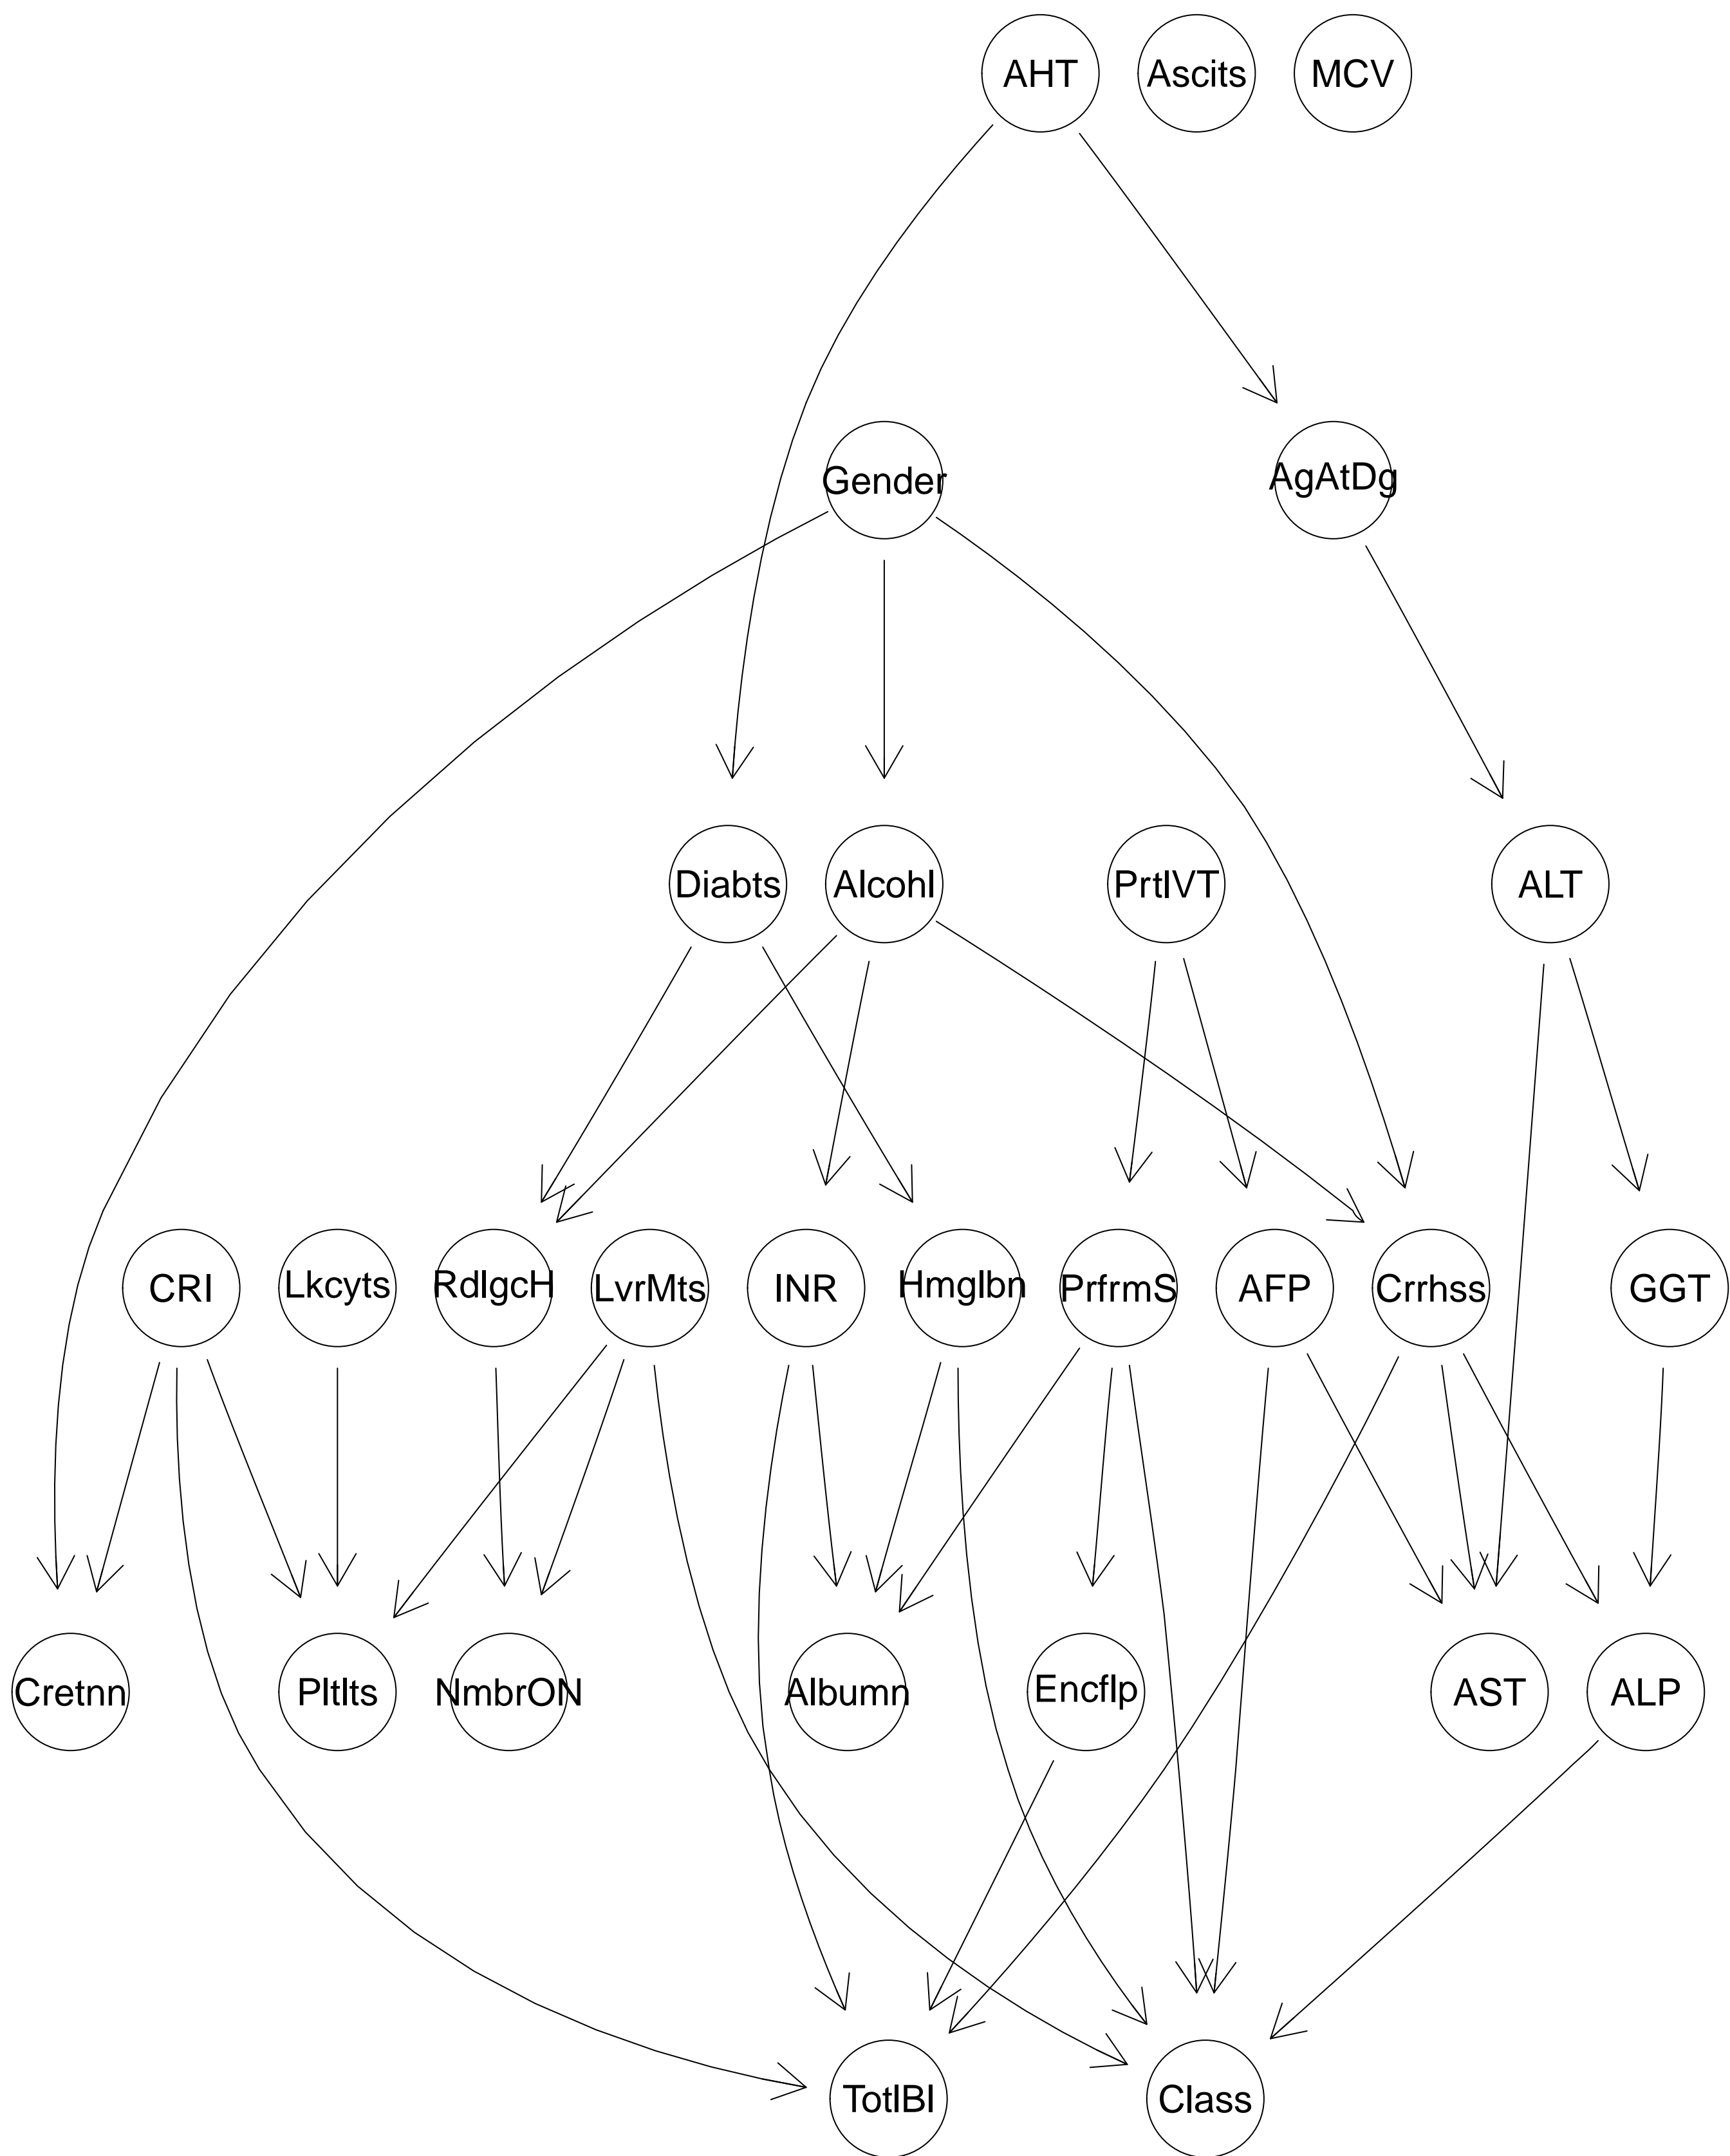 AHT
Ascits
MCV
Gender
AgAtDg
Diabts
Alcohl
PrtlVT
ALT
CRI
Lkcyts
RdlgcH
LvrMts
INR
Hmglbn
PrfrmS
AFP
Crrhss
GGT
Cretnn
Pltlts
NmbrON
Albumn
Encflp
AST
ALP
TotlBl
Class